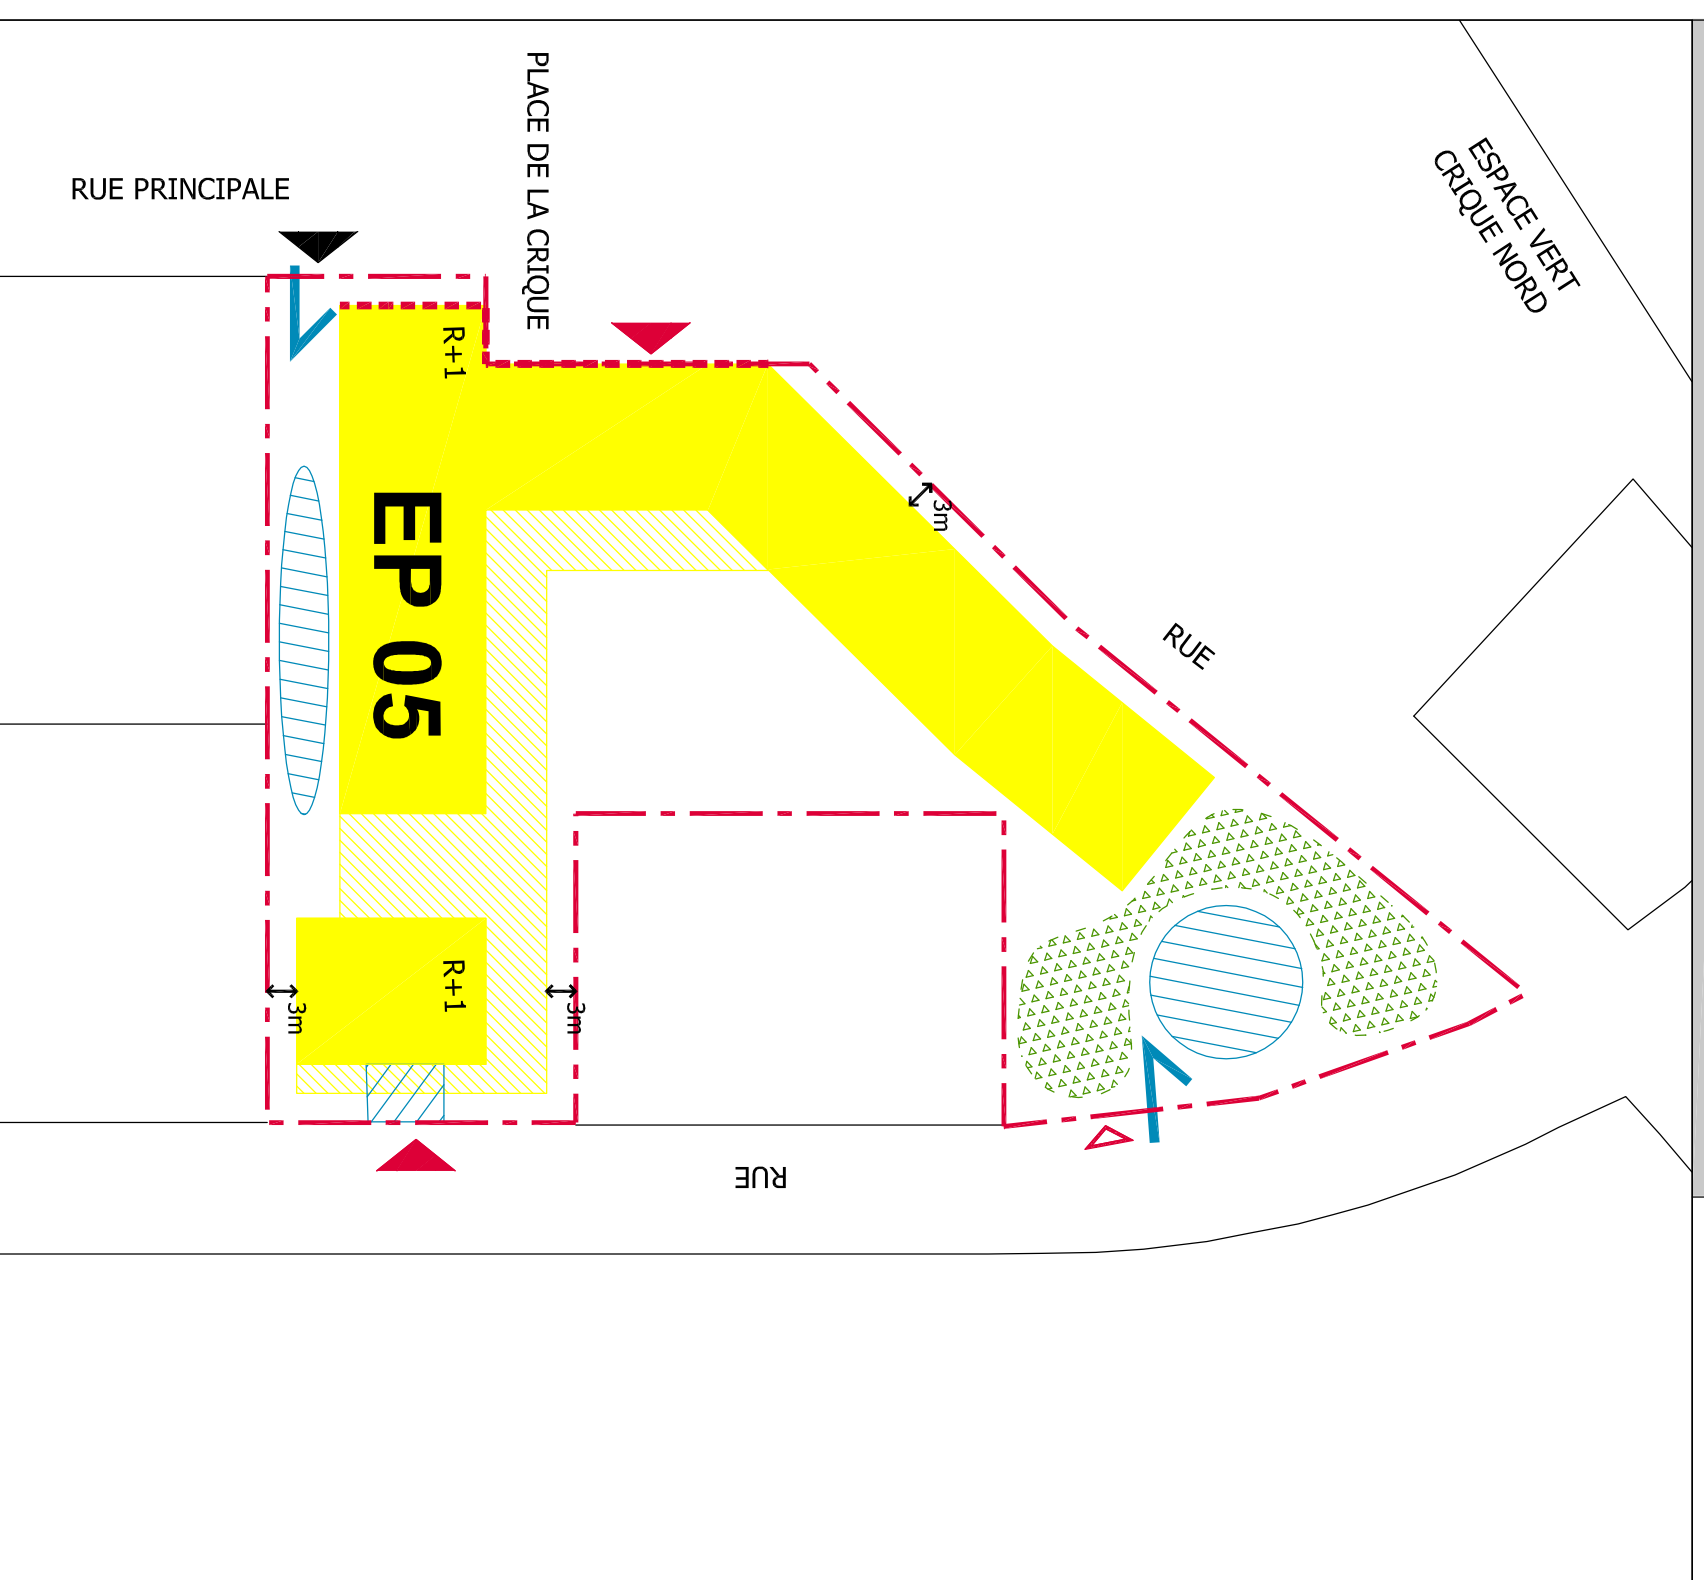 PLACE DE LA CRIQUE
RUE PRINCIPALE
ESPACE VERT
CRIQUE NORD
R+1
EP 05
3m
RUE
R+1
3m
3m
RUE